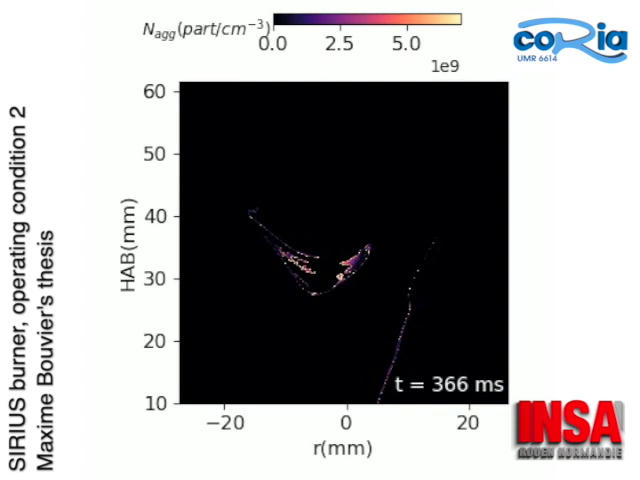 N_agg(part/cm^-3)
0.0 2.5 5.0
1e9
CORIA
UMR 6614
SIRIUS burner, operating condition 2
Maxime Bouvier's thesis
HAB(mm)
60
50
40
30
20
10
t = 366 ms
−20 0 20
r(mm)
INSA
ROUEN NORMANDIE